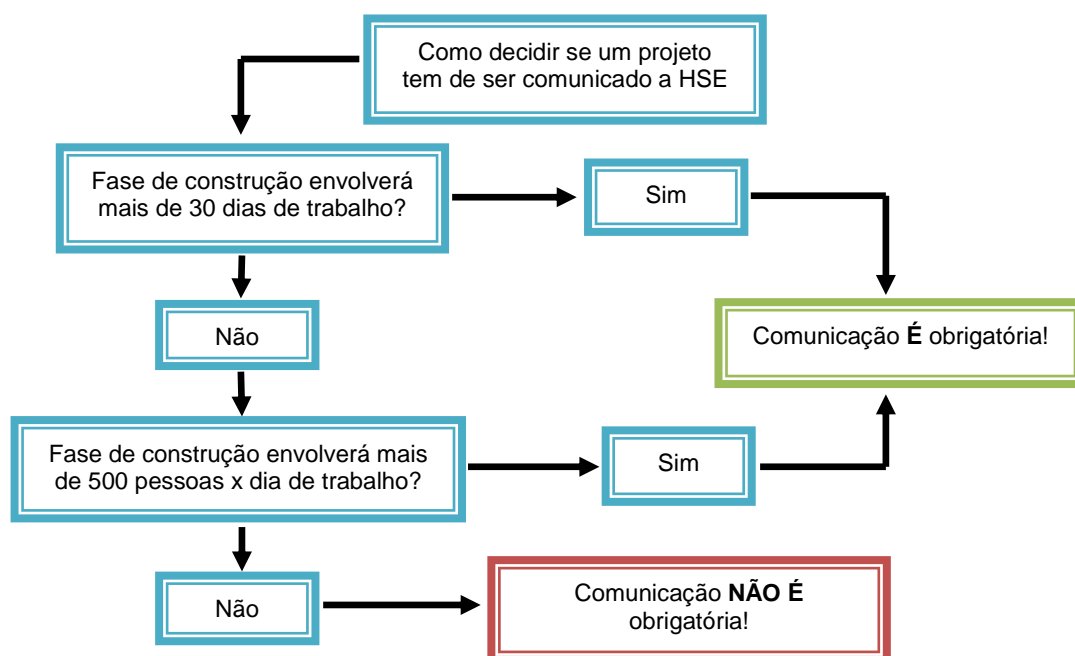 Como decidir se um projeto
tem de ser comunicado a HSE
Fase de construção envolverá
mais de 30 dias de trabalho?
Sim
Não
Comunicação É obrigatória!
Fase de construção envolverá mais
de 500 pessoas x dia de trabalho?
Sim
Não
Comunicação NÃO É
obrigatória!